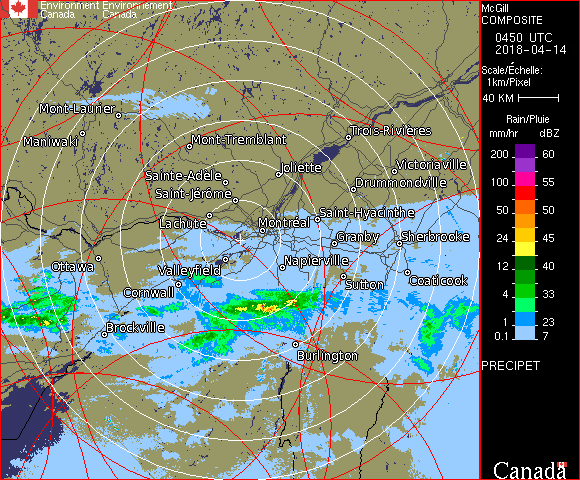 Environment Environnement
Canada Canada
McGill
COMPOSITE
0450 UTC
2018-04-14
Scale/Échelle:
1km/Pixel
40 KM
Rain/Pluie
mm/hr dBZ
200 60
100 55
50 50
24 45
12 40
4 33
1 23
0.1 7
PRECIPET
Canada
Mont-Laurier
Maniwaki
Mont-Tremblant
Trois-Rivières
Sainte-Adèle
Joliette
Victoriaville
Saint-Jérôme
Drummondville
Lachute
Montréal
Saint-Hyacinthe
Granby
Sherbrooke
Ottawa
Valleyfield
Napierville
Cornwall
Sutton
Coaticook
Brockville
Burlington